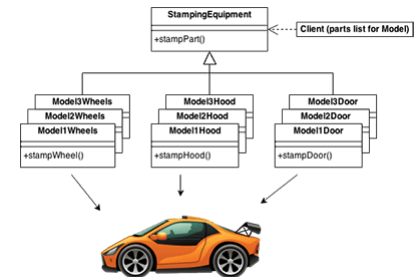 StampingEquipment
+stampPart()
Client (parts list for Model)
Model3Wheels
Model2Wheels
Model1Wheels
+stampWheel()
Model3Hood
Model2Hood
Model1Hood
+stampHood()
Model3Door
Model2Door
Model1Door
+stampDoor()